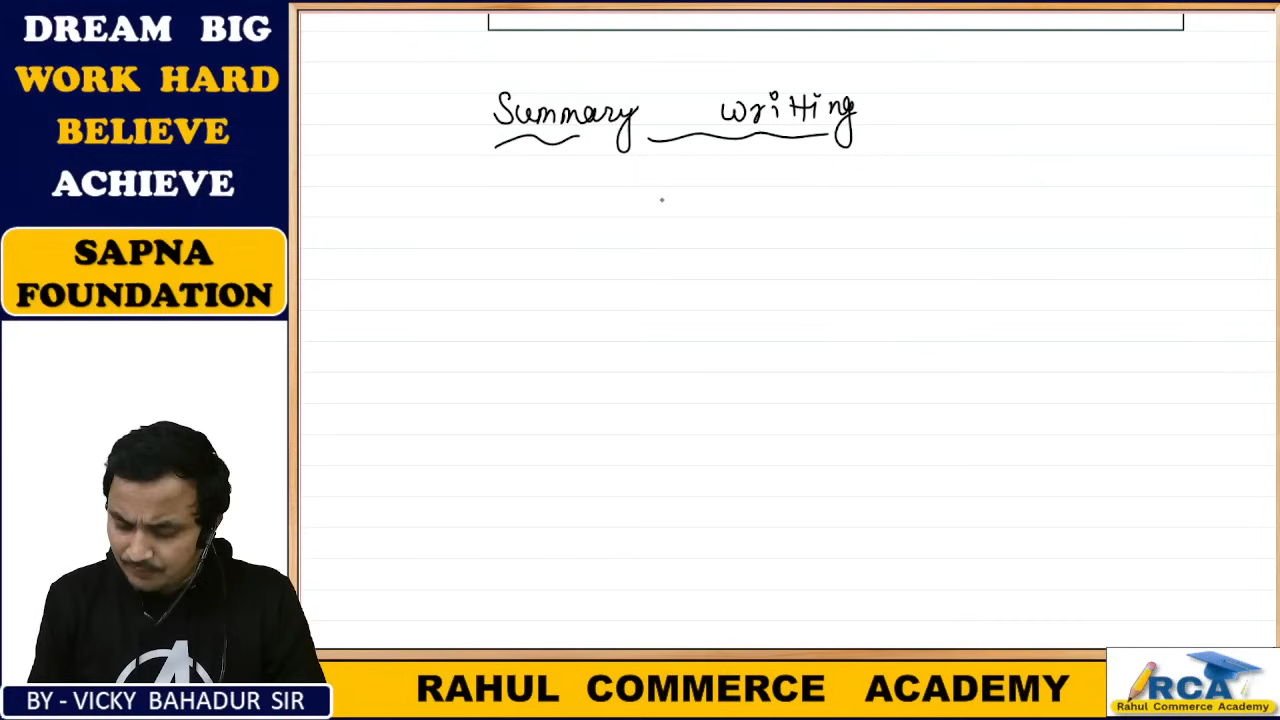 DREAM BIG
WORK HARD
BELIEVE
ACHIEVE
SAPNA
FOUNDATION
Summary writting
BY - VICKY BAHADUR SIR
RAHUL COMMERCE ACADEMY
RCA
Rahul Commerce Academy